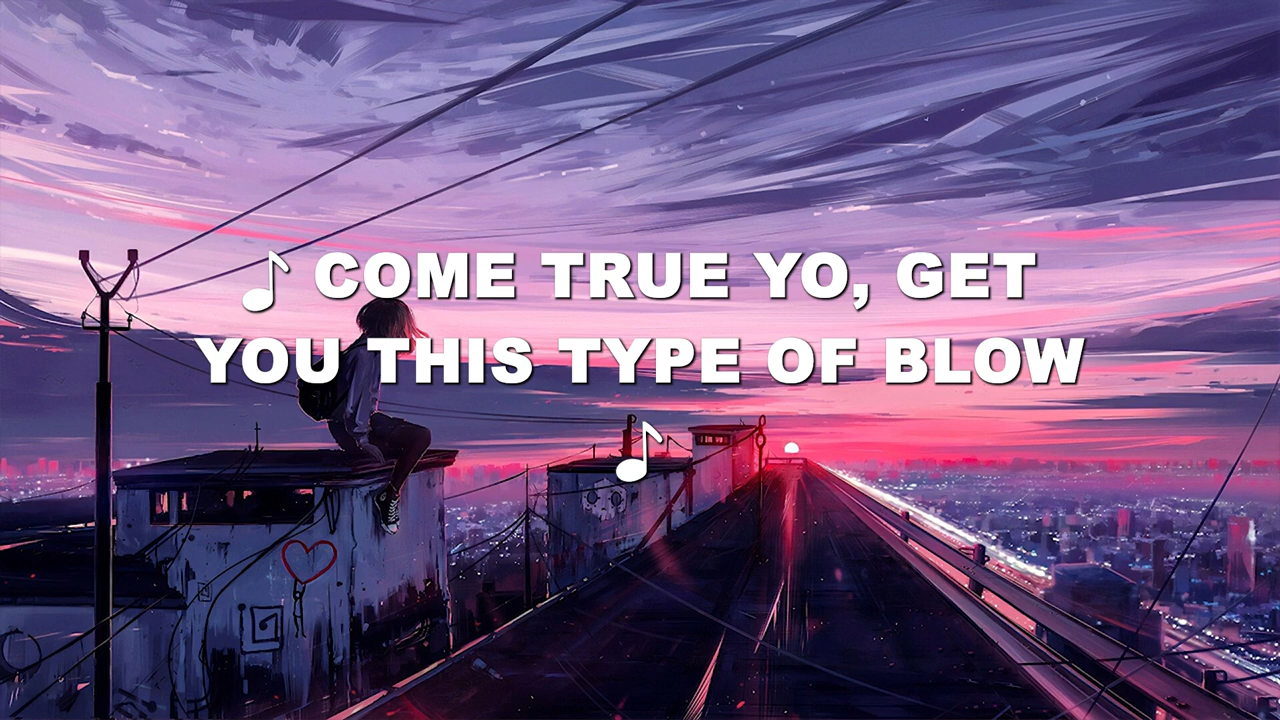 ♪ COME TRUE YO, GET
YOU THIS TYPE OF BLOW
♪